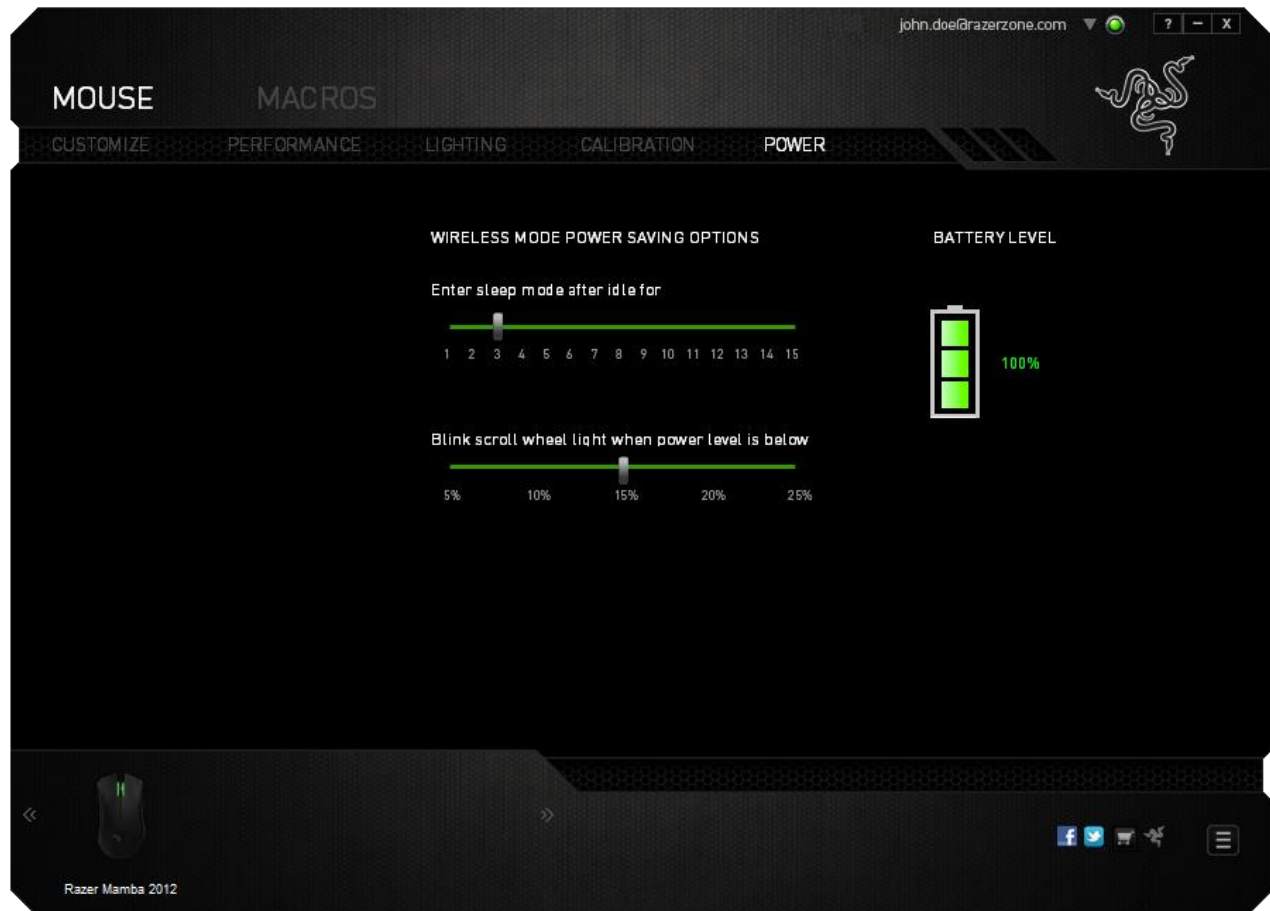 john.doe@razerzone.com
? – X
MOUSE MACROS
CUSTOMIZE PERFORMANCE LIGHTING CALIBRATION POWER
WIRELESS MODE POWER SAVING OPTIONS
BATTERY LEVEL
Enter sleep mode after idle for
1 2 3 4 5 6 7 8 9 10 11 12 13 14 15
100%
Blink scroll wheel light when power level is below
5% 10% 15% 20% 25%
Razer Mamba 2012